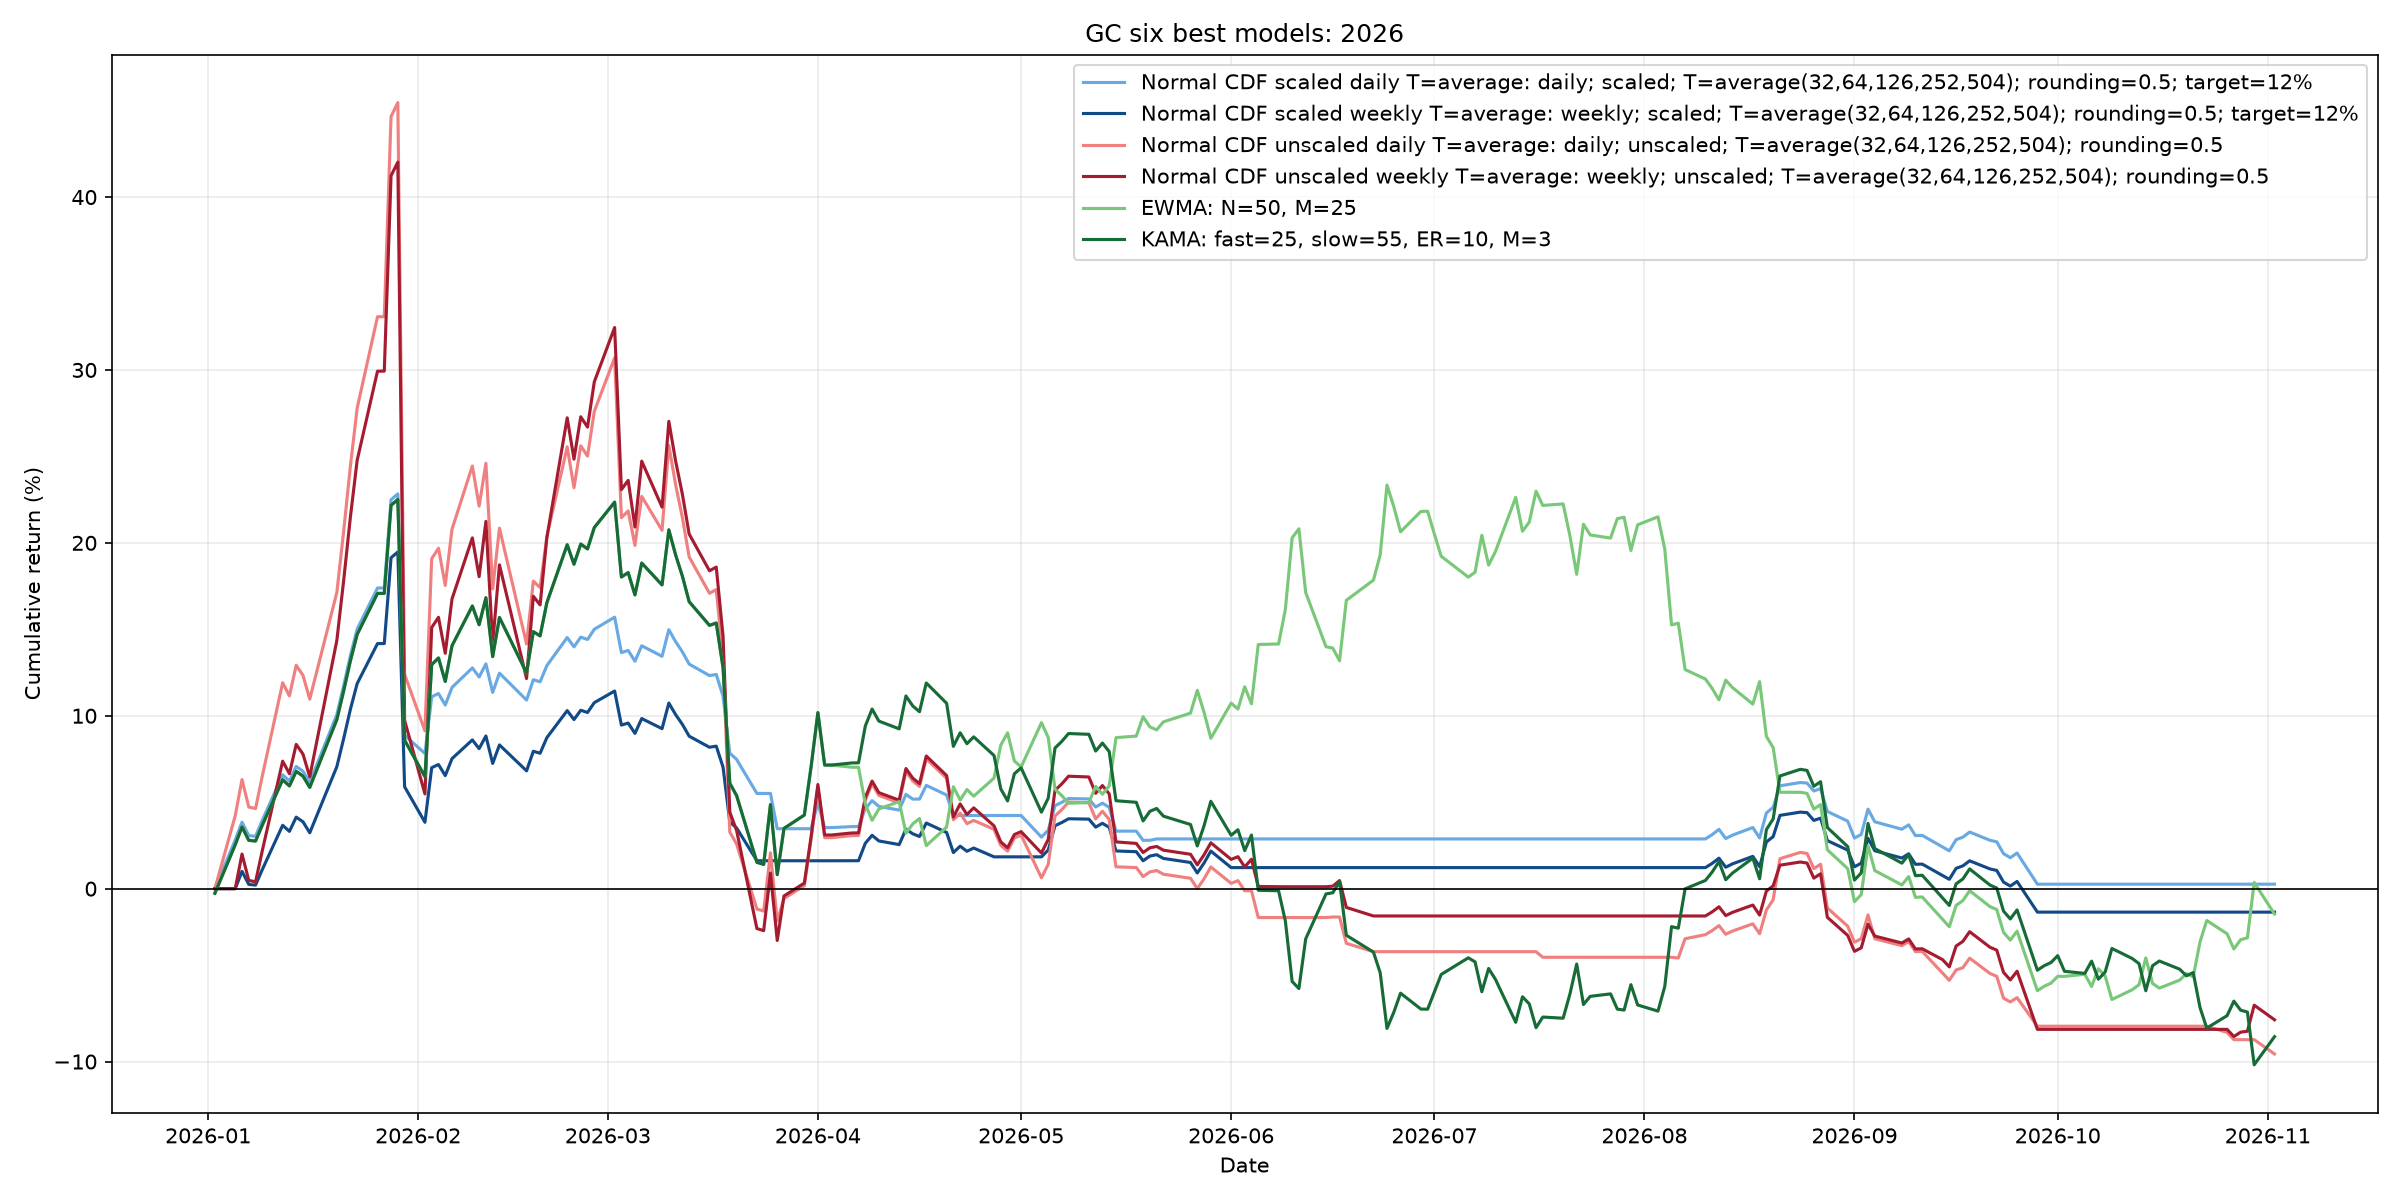 GC six best models: 2026
Normal CDF scaled daily T=average: daily; scaled; T=average(32,64,126,252,504); rounding=0.5; target=12%
Normal CDF scaled weekly T=average: weekly; scaled; T=average(32,64,126,252,504); rounding=0.5; target=12%
Normal CDF unscaled daily T=average: daily; unscaled; T=average(32,64,126,252,504); rounding=0.5
Normal CDF unscaled weekly T=average: weekly; unscaled; T=average(32,64,126,252,504); rounding=0.5
EWMA: N=50, M=25
KAMA: fast=25, slow=55, ER=10, M=3
Cumulative return (%)
40
30
20
10
0
−10
2026-01 2026-02 2026-03 2026-04 2026-05 2026-06 2026-07 2026-08 2026-09 2026-10 2026-11
Date